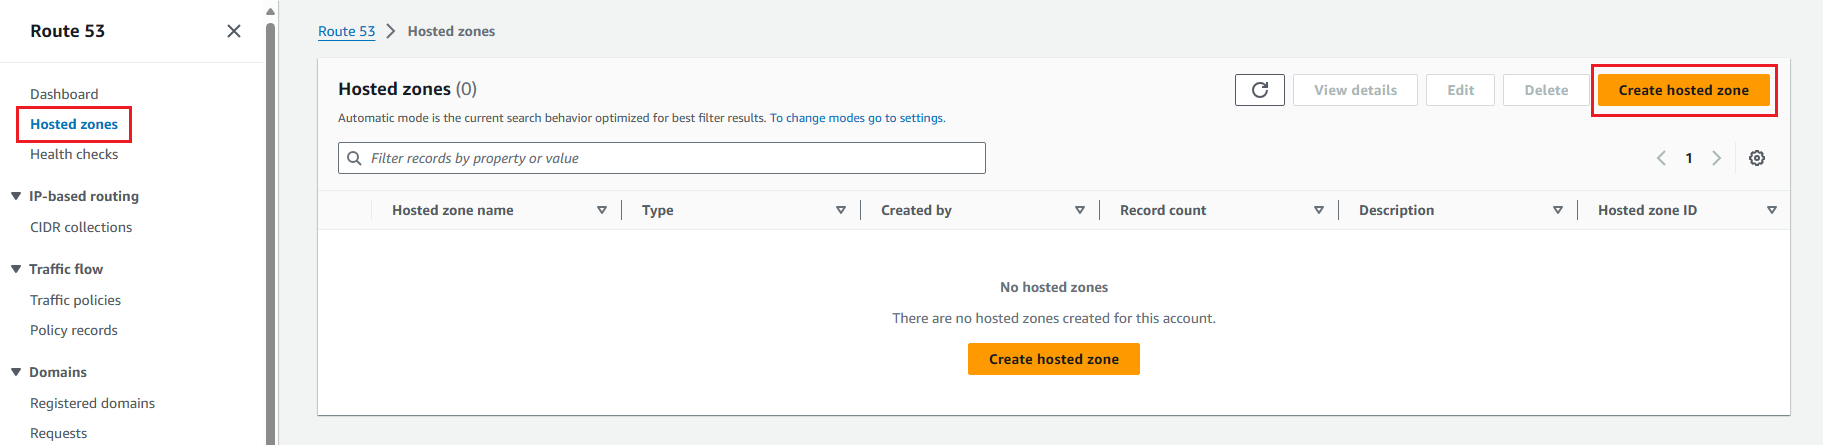 Route 53
Dashboard
Hosted zones
Health checks
IP-based routing
CIDR collections
Traffic flow
Traffic policies
Policy records
Domains
Registered domains
Requests
Route 53 > Hosted zones
Hosted zones (0)
View details Edit Delete Create hosted zone
Automatic mode is the current search behavior optimized for best filter results. To change modes go to settings.
Filter records by property or value
1
Hosted zone name Type Created by Record count Description Hosted zone ID
No hosted zones
There are no hosted zones created for this account.
Create hosted zone